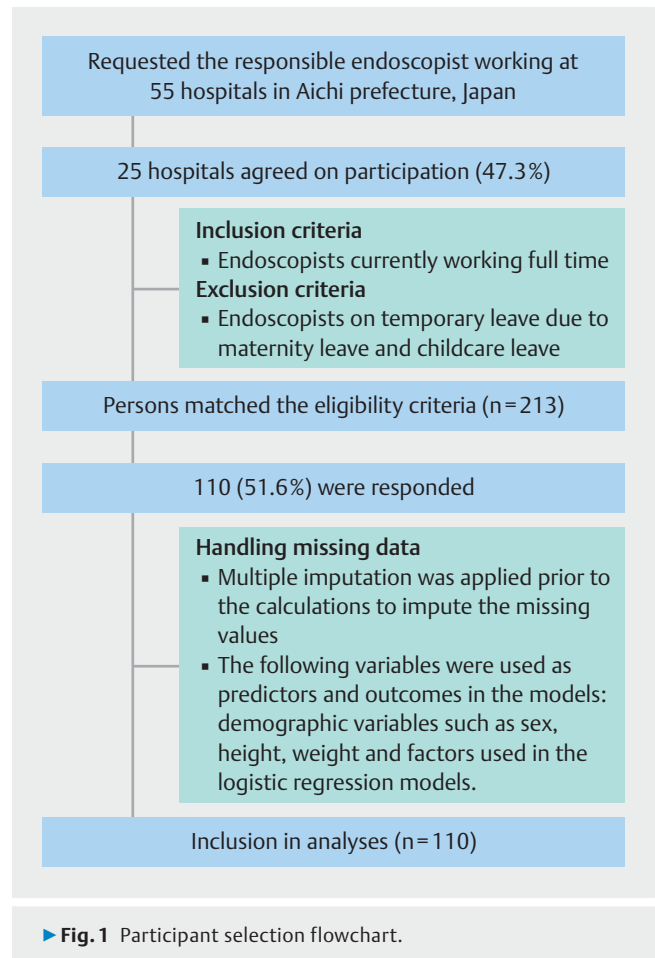 Requested the responsible endoscopist working at
55 hospitals in Aichi prefecture, Japan
25 hospitals agreed on participation (47.3%)
Inclusion criteria
▪ Endoscopists currently working full time
Exclusion criteria
▪ Endoscopists on temporary leave due to
maternity leave and childcare leave
Persons matched the eligibility criteria (n=213)
110 (51.6%) were responded
Handling missing data
▪ Multiple imputation was applied prior to
the calculations to impute the missing
values
▪ The following variables were used as
predictors and outcomes in the models:
demographic variables such as sex,
height, weight and factors used in the
logistic regression models.
Inclusion in analyses (n=110)
▶ Fig. 1 Participant selection flowchart.